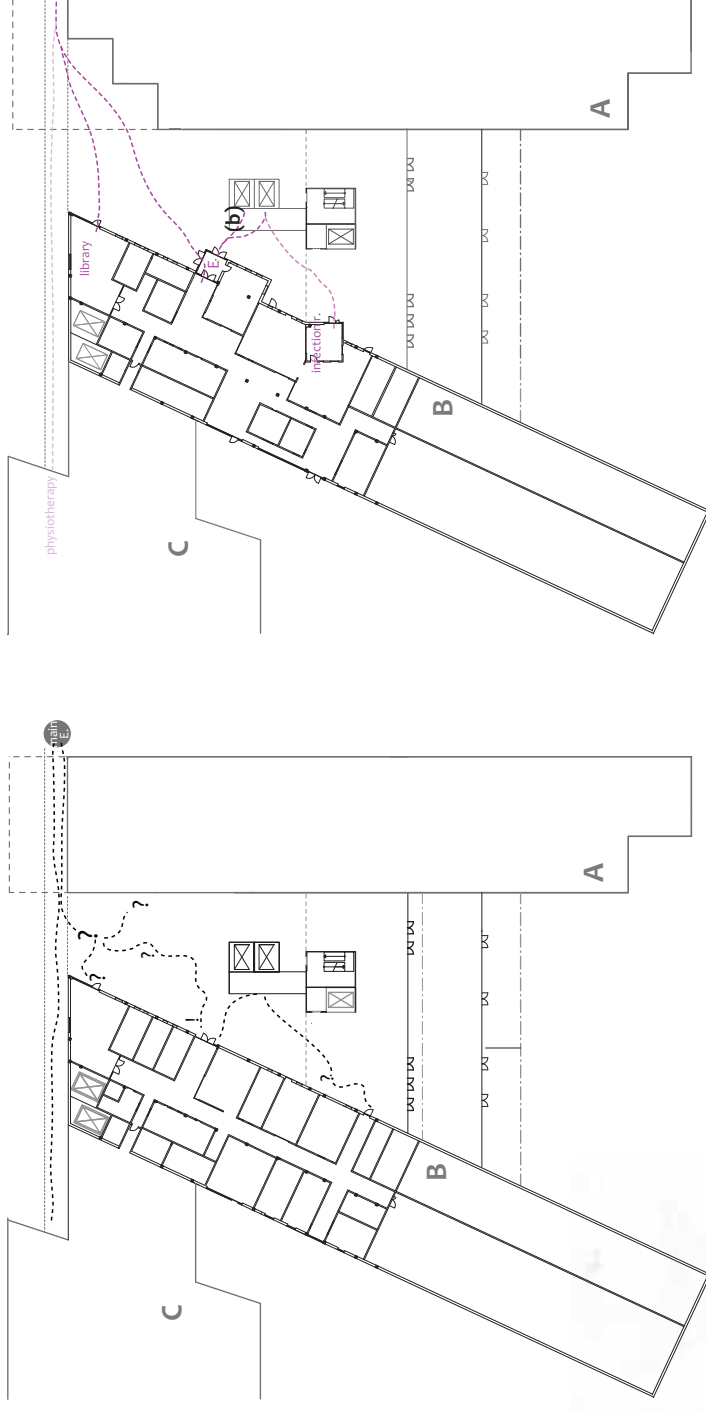 A
library
(b)
E.
injection r.
B
physiotherapy
C
main
E.
A
?
?
?
?
!
?
B
C